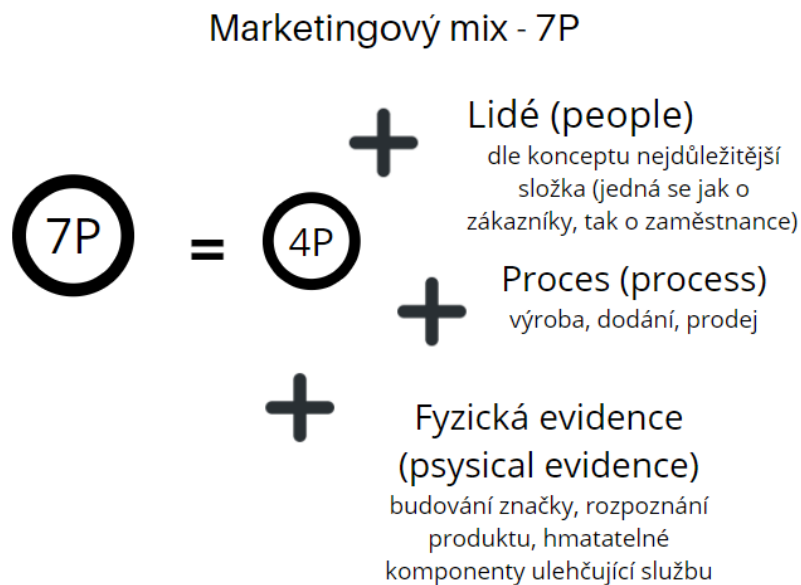 Marketingový mix - 7P
Lidé (people)
dle konceptu nejdůležitější
složka (jedná se jak o
zákazníky, tak o zaměstnance)
7P = 4P
Proces (process)
výroba, dodání, prodej
Fyzická evidence
(psysical evidence)
budování značky, rozpoznání
produktu, hmatatelné
komponenty ulehčující službu